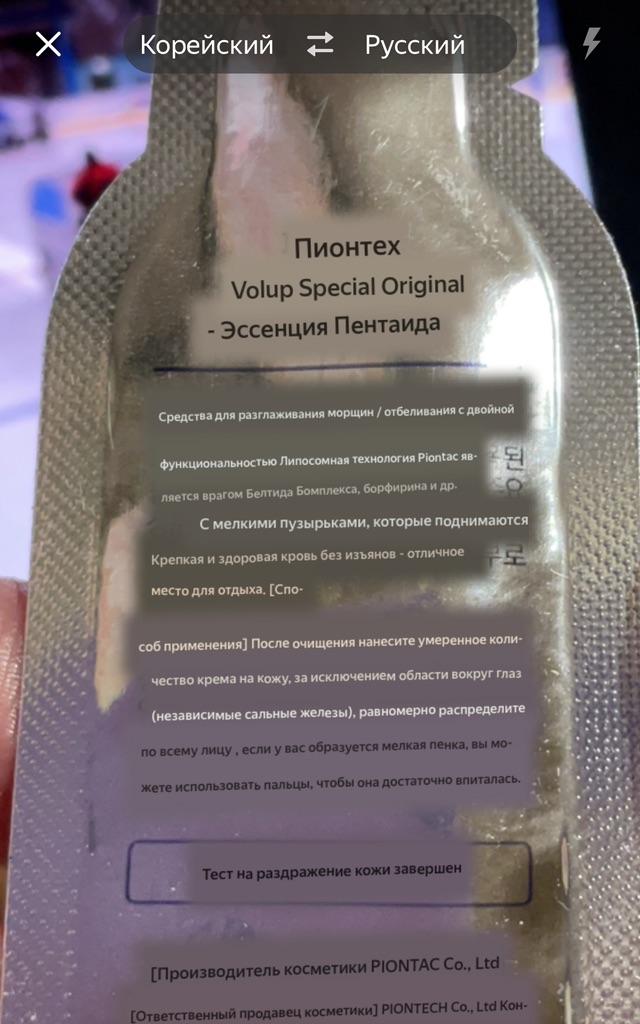 Корейский Русский
Пионтех
Volup Special Original
- Эссенция Пентаида
Средства для разглаживания морщин / отбеливания с двойной
функциональностью Липосомная технология Piontac яв-
ляется врагом Белтида Бомплекса, борфирина и др.
С мелкими пузырьками, которые поднимаются
Крепкая и здоровая кровь без изъянов - отличное
место для отдыха. [Спо-
соб применения] После очищения нанесите умеренное коли-
чество крема на кожу, за исключением области вокруг глаз
(независимые сальные железы), равномерно распределите
по всему лицу , если у вас образуется мелкая пенка, вы мо-
жете использовать пальцы, чтобы она достаточно впиталась.
Тест на раздражение кожи завершен
[Производитель косметики PIONTAC Co., Ltd
[Ответственный продавец косметики] PIONTECH Co., Ltd Кон-